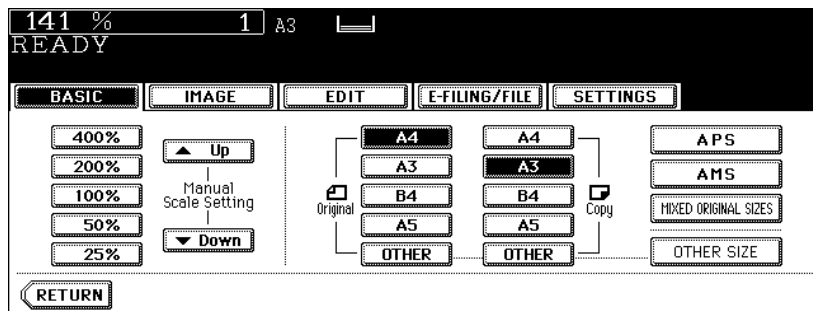 141 % 1 A3
READY
BASIC IMAGE EDIT E-FILING/FILE SETTINGS
400%
200%
100%
50%
25%
Up
Manual
Scale Setting
Down
Original
A4
A3
B4
A5
OTHER
A4
A3
B4
A5
OTHER
Copy
APS
AMS
MIXED ORIGINAL SIZES
OTHER SIZE
RETURN